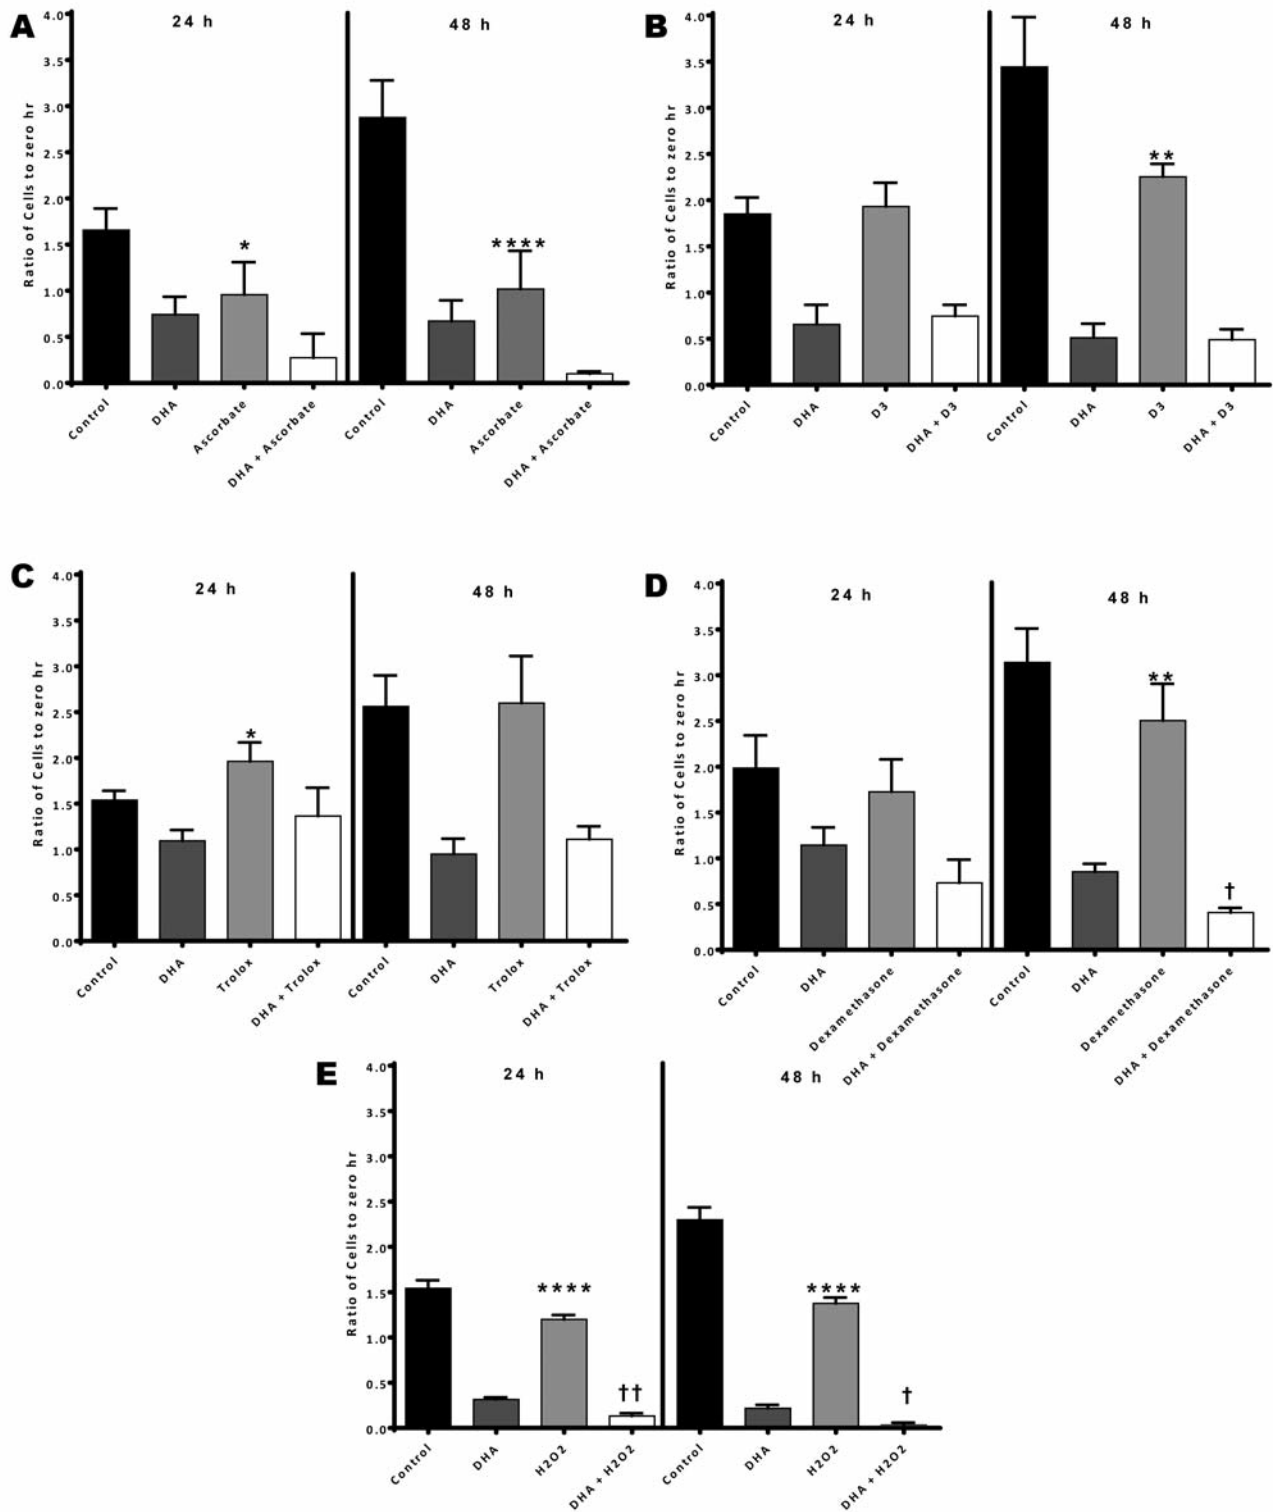 A
24 h
48 h
Ratio of Cells to zero hr
4.0
3.5
3.0
2.5
2.0
1.5
1.0
0.5
0.0
*
****
Control
DHA
Ascorbate
DHA + Ascorbate
Control
DHA
Ascorbate
DHA + Ascorbate
B
24 h
48 h
Ratio of Cells to zero hr
4.0
3.5
3.0
2.5
2.0
1.5
1.0
0.5
0.0
**
Control
DHA
D3
DHA + D3
Control
DHA
D3
DHA + D3
C
24 h
48 h
Ratio of Cells to zero hr
4.0
3.5
3.0
2.5
2.0
1.5
1.0
0.5
0.0
*
Control
DHA
Trolox
DHA + Trolox
Control
DHA
Trolox
DHA + Trolox
D
24 h
48 h
Ratio of Cells to zero hr
4.0
3.5
3.0
2.5
2.0
1.5
1.0
0.5
0.0
**
†
Control
DHA
Dexamethasone
DHA + Dexamethasone
Control
DHA
Dexamethasone
DHA + Dexamethasone
E
24 h
48 h
Ratio of Cells to zero hr
4.0
3.5
3.0
2.5
2.0
1.5
1.0
0.5
0.0
****
††
****
†
Control
DHA
H2O2
DHA + H2O2
Control
DHA
H2O2
DHA + H2O2